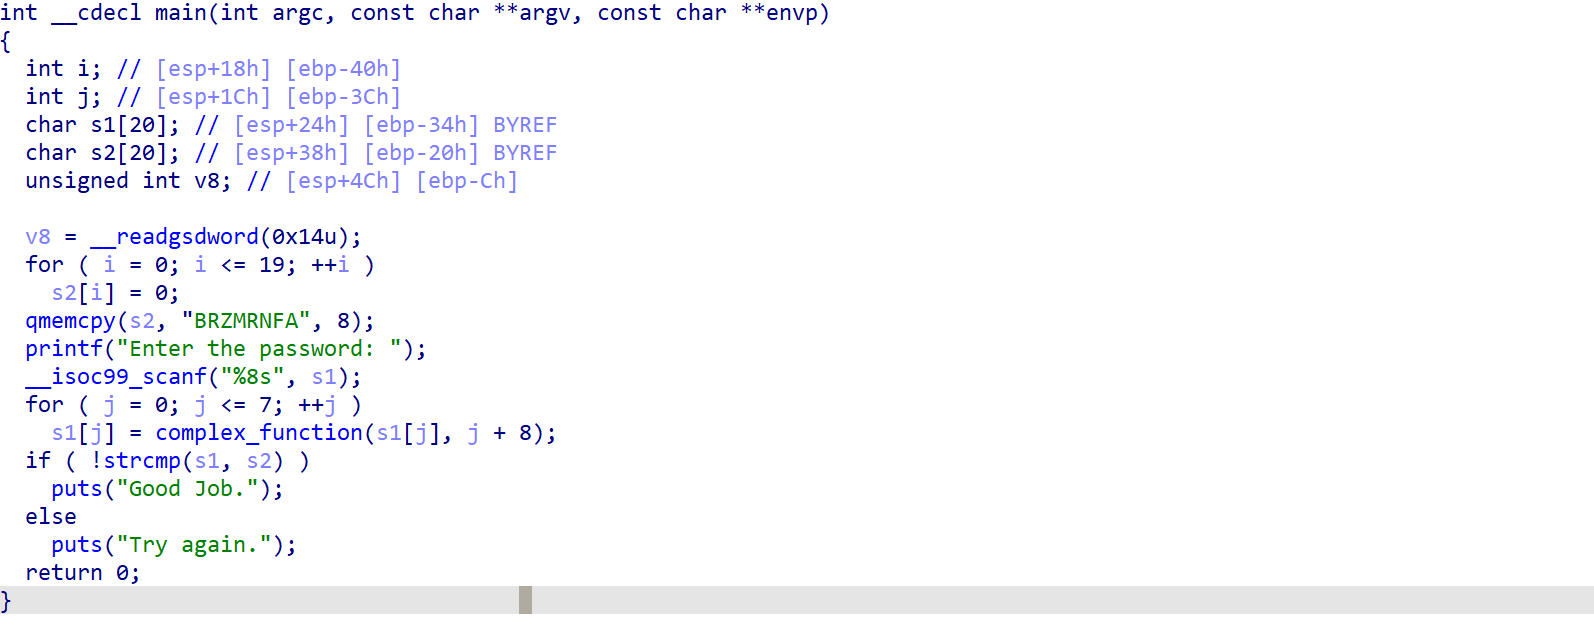 int __cdecl main(int argc, const char **argv, const char **envp)
{
  int i; // [esp+18h] [ebp-40h]
  int j; // [esp+1Ch] [ebp-3Ch]
  char s1[20]; // [esp+24h] [ebp-34h] BYREF
  char s2[20]; // [esp+38h] [ebp-20h] BYREF
  unsigned int v8; // [esp+4Ch] [ebp-Ch]

  v8 = __readgsdword(0x14u);
  for ( i = 0; i <= 19; ++i )
    s2[i] = 0;
  qmemcpy(s2, "BRZMRNFA", 8);
  printf("Enter the password: ");
  __isoc99_scanf("%8s", s1);
  for ( j = 0; j <= 7; ++j )
    s1[j] = complex_function(s1[j], j + 8);
  if ( !strcmp(s1, s2) )
    puts("Good Job.");
  else
    puts("Try again.");
  return 0;
}